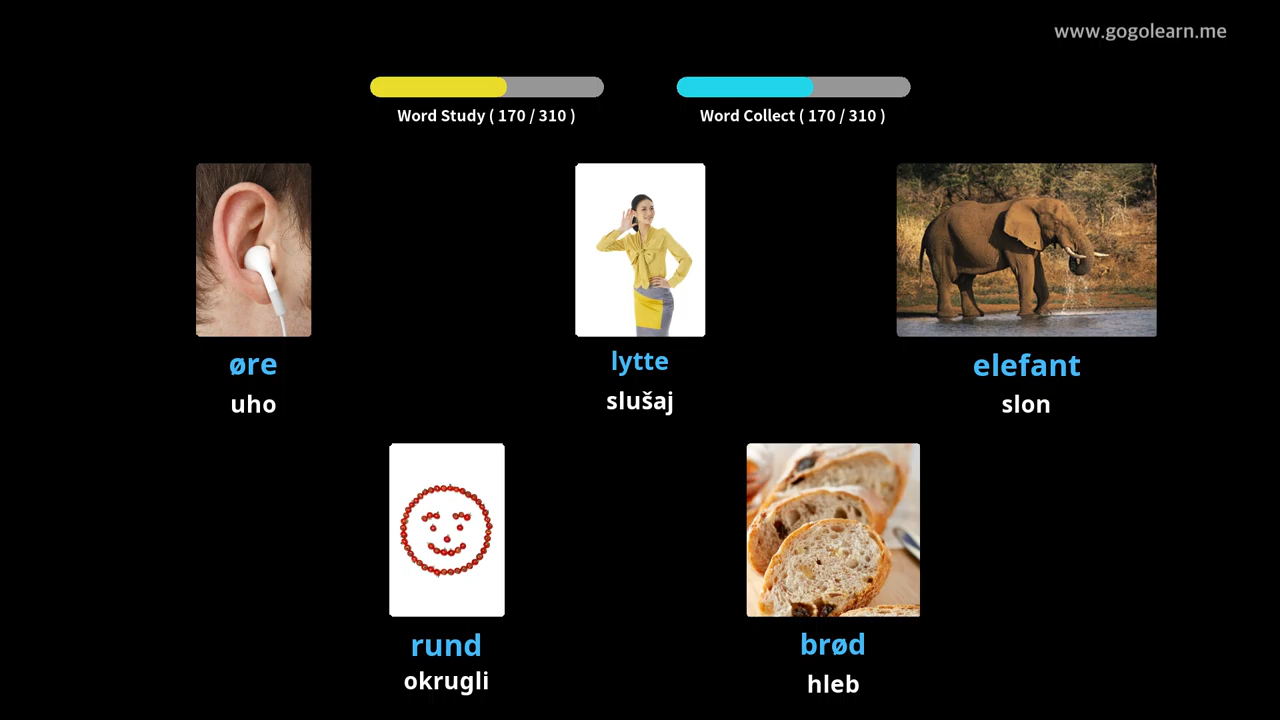 www.gogolearn.me
Word Study ( 170 / 310 )
Word Collect ( 170 / 310 )
øre
uho
lytte
slušaj
elefant
slon
rund
okrugli
brød
hleb